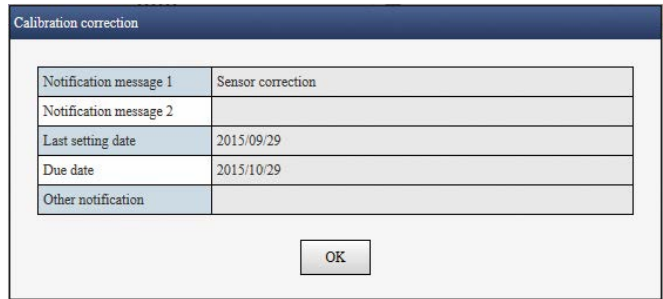 Calibration correction
Notification message 1 Sensor correction
Notification message 2
Last setting date 2015/09/29
Due date 2015/10/29
Other notification
OK